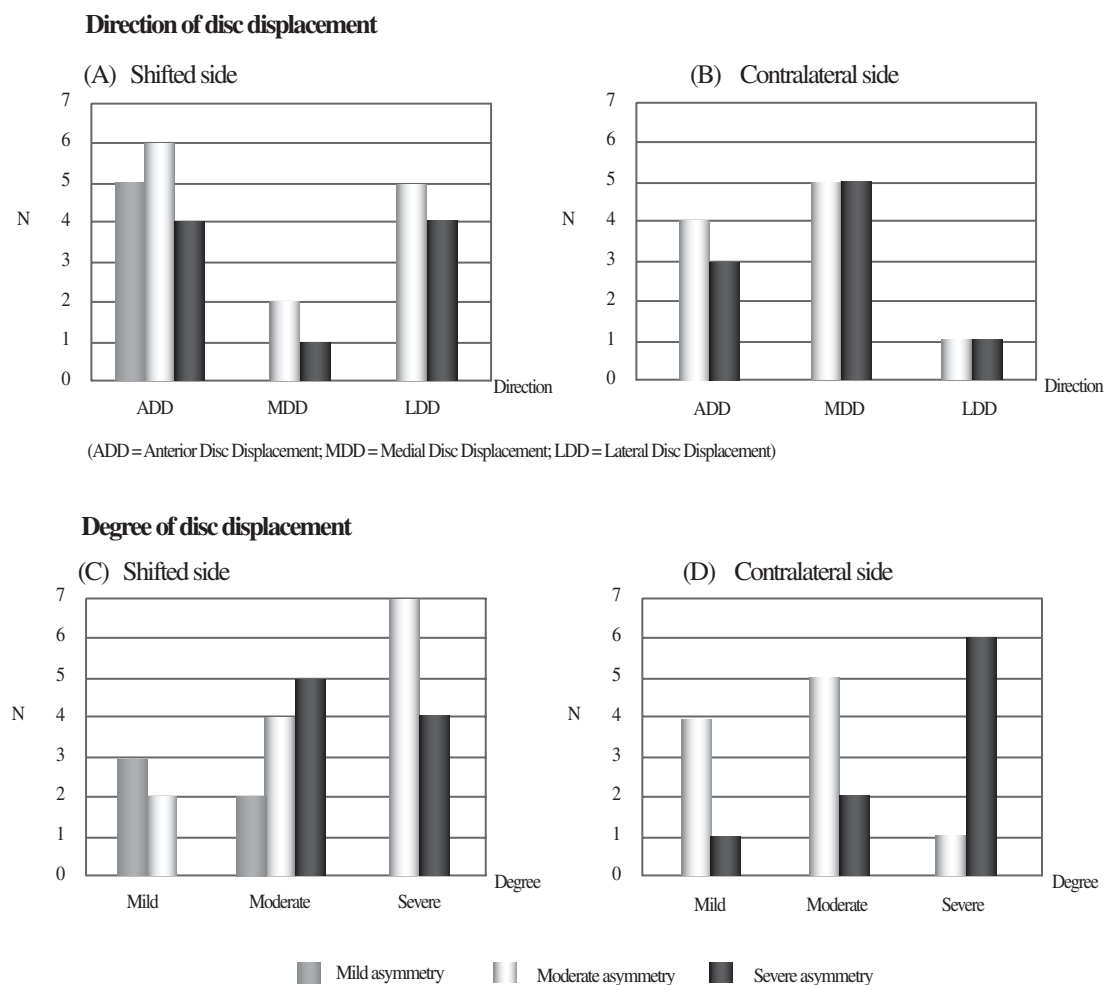 Direction of disc displacement
(A) Shifted side
7
6
5
4
3
2
1
0
N
ADD MDD LDD
Direction
(B) Contralateral side
7
6
5
4
3
2
1
0
N
ADD MDD LDD
Direction
(ADD = Anterior Disc Displacement; MDD = Medial Disc Displacement; LDD = Lateral Disc Displacement)
Degree of disc displacement
(C) Shifted side
7
6
5
4
3
2
1
0
N
Mild Moderate Severe
Degree
(D) Contralateral side
7
6
5
4
3
2
1
0
N
Mild Moderate Severe
Degree
Mild asymmetry Moderate asymmetry Severe asymmetry